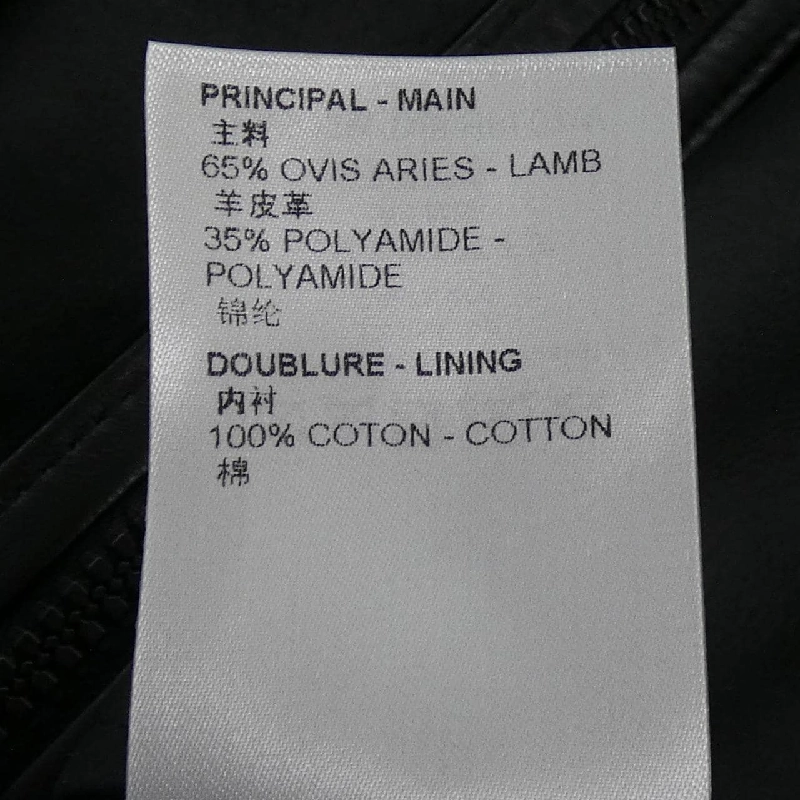 PRINCIPAL - MAIN
主料
65% OVIS ARIES - LAMB
羊皮革
35% POLYAMIDE -
POLYAMIDE
锦纶
DOUBLURE - LINING
内衬
100% COTON - COTTON
棉